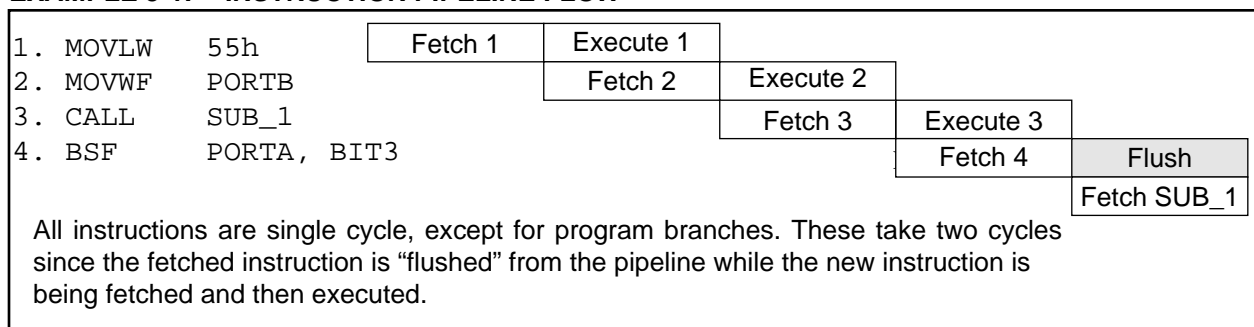 1. MOVLW 55h Fetch 1 Execute 1
2. MOVWF PORTB Fetch 2 Execute 2
3. CALL SUB_1 Fetch 3 Execute 3
4. BSF PORTA, BIT3 Fetch 4 Flush
Fetch SUB_1
All instructions are single cycle, except for program branches. These take two cycles
since the fetched instruction is “flushed” from the pipeline while the new instruction is
being fetched and then executed.